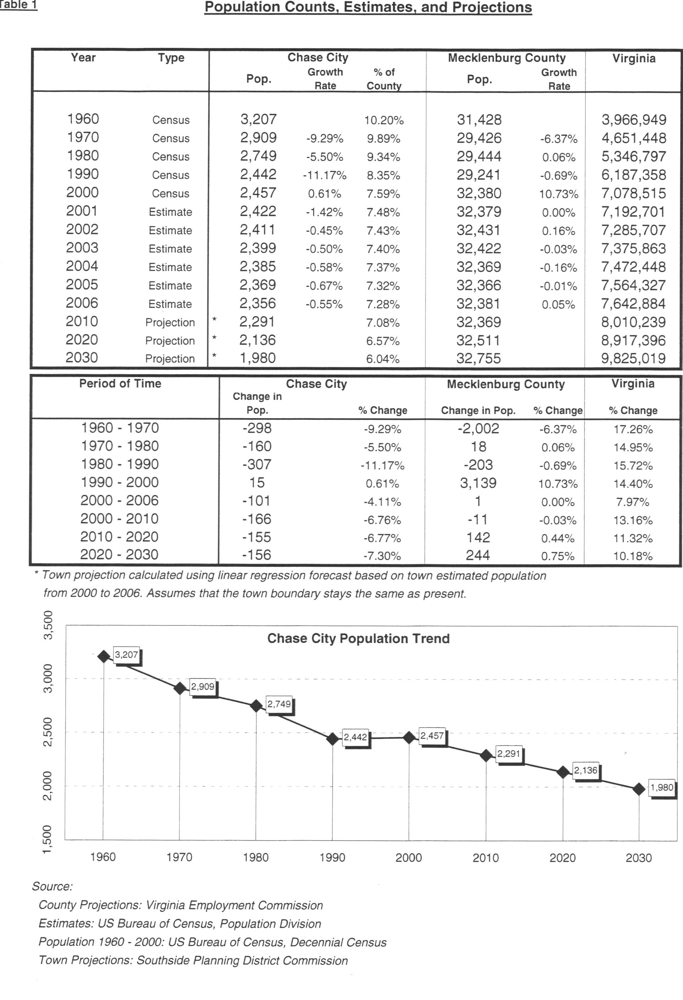 Table 1
Population Counts, Estimates, and Projections
Year Type Chase City Mecklenburg County Virginia
Pop. Growth Rate % of County Pop. Growth Rate
1960 Census 3,207 10.20% 31,428 3,966,949
1970 Census 2,909 -9.29% 9.89% 29,426 -6.37% 4,651,448
1980 Census 2,749 -5.50% 9.34% 29,444 0.06% 5,346,797
1990 Census 2,442 -11.17% 8.35% 29,241 -0.69% 6,187,358
2000 Census 2,457 0.61% 7.59% 32,380 10.73% 7,078,515
2001 Estimate 2,422 -1.42% 7.48% 32,379 0.00% 7,192,701
2002 Estimate 2,411 -0.45% 7.43% 32,431 0.16% 7,285,707
2003 Estimate 2,399 -0.50% 7.40% 32,422 -0.03% 7,375,863
2004 Estimate 2,385 -0.58% 7.37% 32,369 -0.16% 7,472,448
2005 Estimate 2,369 -0.67% 7.32% 32,366 -0.01% 7,564,327
2006 Estimate 2,356 -0.55% 7.28% 32,381 0.05% 7,642,884
2010 Projection * 2,291 7.08% 32,369 8,010,239
2020 Projection * 2,136 6.57% 32,511 8,917,396
2030 Projection * 1,980 6.04% 32,755 9,825,019
Period of Time Chase City Mecklenburg County Virginia
Change in Pop. % Change Change in Pop. % Change % Change
1960 - 1970 -298 -9.29% -2,002 -6.37% 17.26%
1970 - 1980 -160 -5.50% 18 0.06% 14.95%
1980 - 1990 -307 -11.17% -203 -0.69% 15.72%
1990 - 2000 15 0.61% 3,139 10.73% 14.40%
2000 - 2006 -101 -4.11% 1 0.00% 7.97%
2000 - 2010 -166 -6.76% -11 -0.03% 13.16%
2010 - 2020 -155 -6.77% 142 0.44% 11.32%
2020 - 2030 -156 -7.30% 244 0.75% 10.18%
* Town projection calculated using linear regression forecast based on town estimated population
from 2000 to 2006. Assumes that the town boundary stays the same as present.
Chase City Population Trend
3,500
3,000
2,500
2,000
1,500
3,207
2,909
2,749
2,442
2,457
2,291
2,136
1,980
1960 1970 1980 1990 2000 2010 2020 2030
Source:
County Projections: Virginia Employment Commission
Estimates: US Bureau of Census, Population Division
Population 1960 - 2000: US Bureau of Census, Decennial Census
Town Projections: Southside Planning District Commission